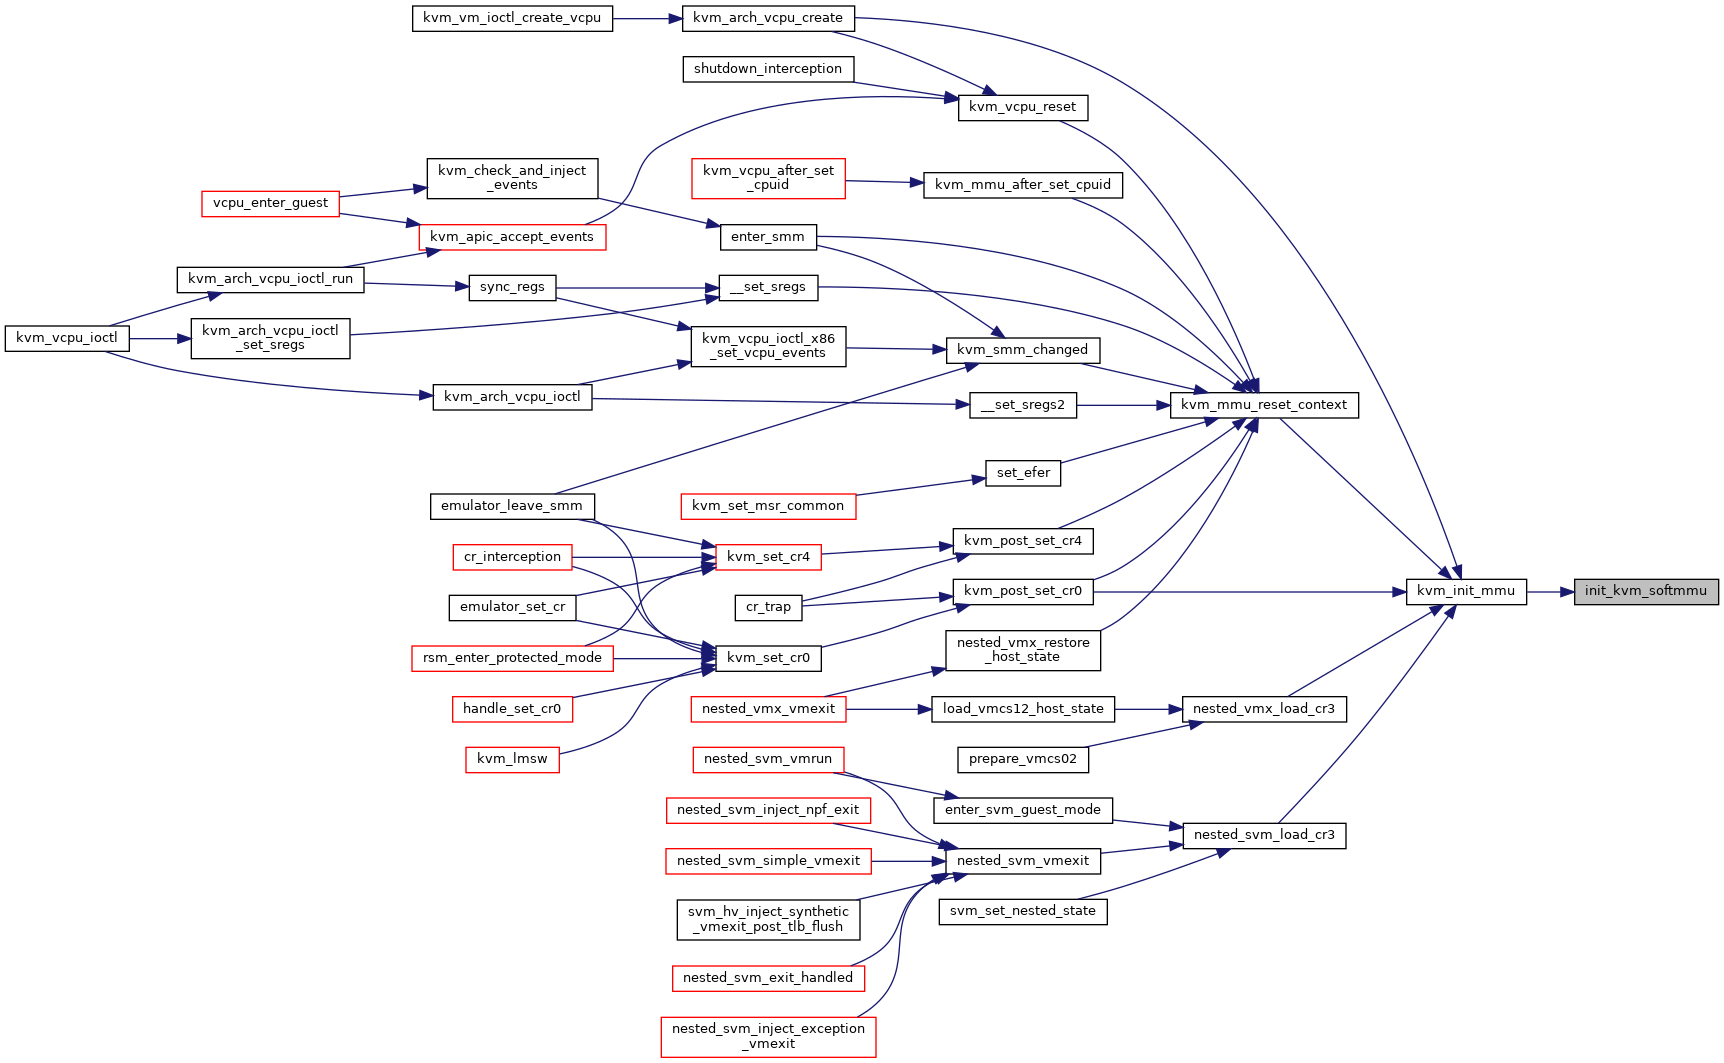 kvm_vm_ioctl_create_vcpu
kvm_arch_vcpu_create
shutdown_interception
kvm_vcpu_reset
kvm_check_and_inject
_events
kvm_vcpu_after_set
_cpuid
kvm_mmu_after_set_cpuid
vcpu_enter_guest
kvm_apic_accept_events
enter_smm
kvm_arch_vcpu_ioctl_run
sync_regs
__set_sregs
kvm_vcpu_ioctl
kvm_arch_vcpu_ioctl
_set_sregs
kvm_vcpu_ioctl_x86
_set_vcpu_events
kvm_smm_changed
kvm_arch_vcpu_ioctl
__set_sregs2
kvm_mmu_reset_context
set_efer
emulator_leave_smm
kvm_set_msr_common
kvm_post_set_cr4
cr_interception
kvm_set_cr4
emulator_set_cr
cr_trap
kvm_post_set_cr0
kvm_init_mmu
init_kvm_softmmu
rsm_enter_protected_mode
kvm_set_cr0
nested_vmx_restore
_host_state
handle_set_cr0
nested_vmx_vmexit
load_vmcs12_host_state
nested_vmx_load_cr3
kvm_lmsw
nested_svm_vmrun
prepare_vmcs02
nested_svm_inject_npf_exit
enter_svm_guest_mode
nested_svm_load_cr3
nested_svm_simple_vmexit
nested_svm_vmexit
svm_hv_inject_synthetic
_vmexit_post_tlb_flush
svm_set_nested_state
nested_svm_exit_handled
nested_svm_inject_exception
_vmexit